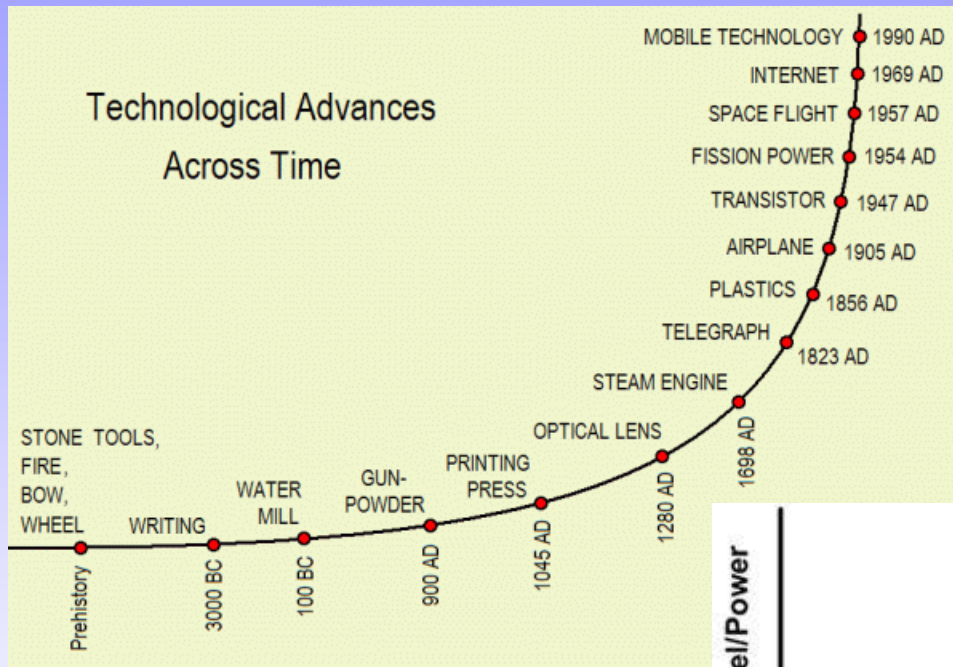 Technological Advances
Across Time
MOBILE TECHNOLOGY 1990 AD
INTERNET 1969 AD
SPACE FLIGHT 1957 AD
FISSION POWER 1954 AD
TRANSISTOR 1947 AD
AIRPLANE 1905 AD
PLASTICS 1856 AD
TELEGRAPH 1823 AD
STEAM ENGINE 1698 AD
OPTICAL LENS 1280 AD
PRINTING
PRESS 1045 AD
GUN-
POWDER 900 AD
WATER
MILL 100 BC
WRITING 3000 BC
STONE TOOLS,
FIRE,
BOW,
WHEEL Prehistory
el/Power